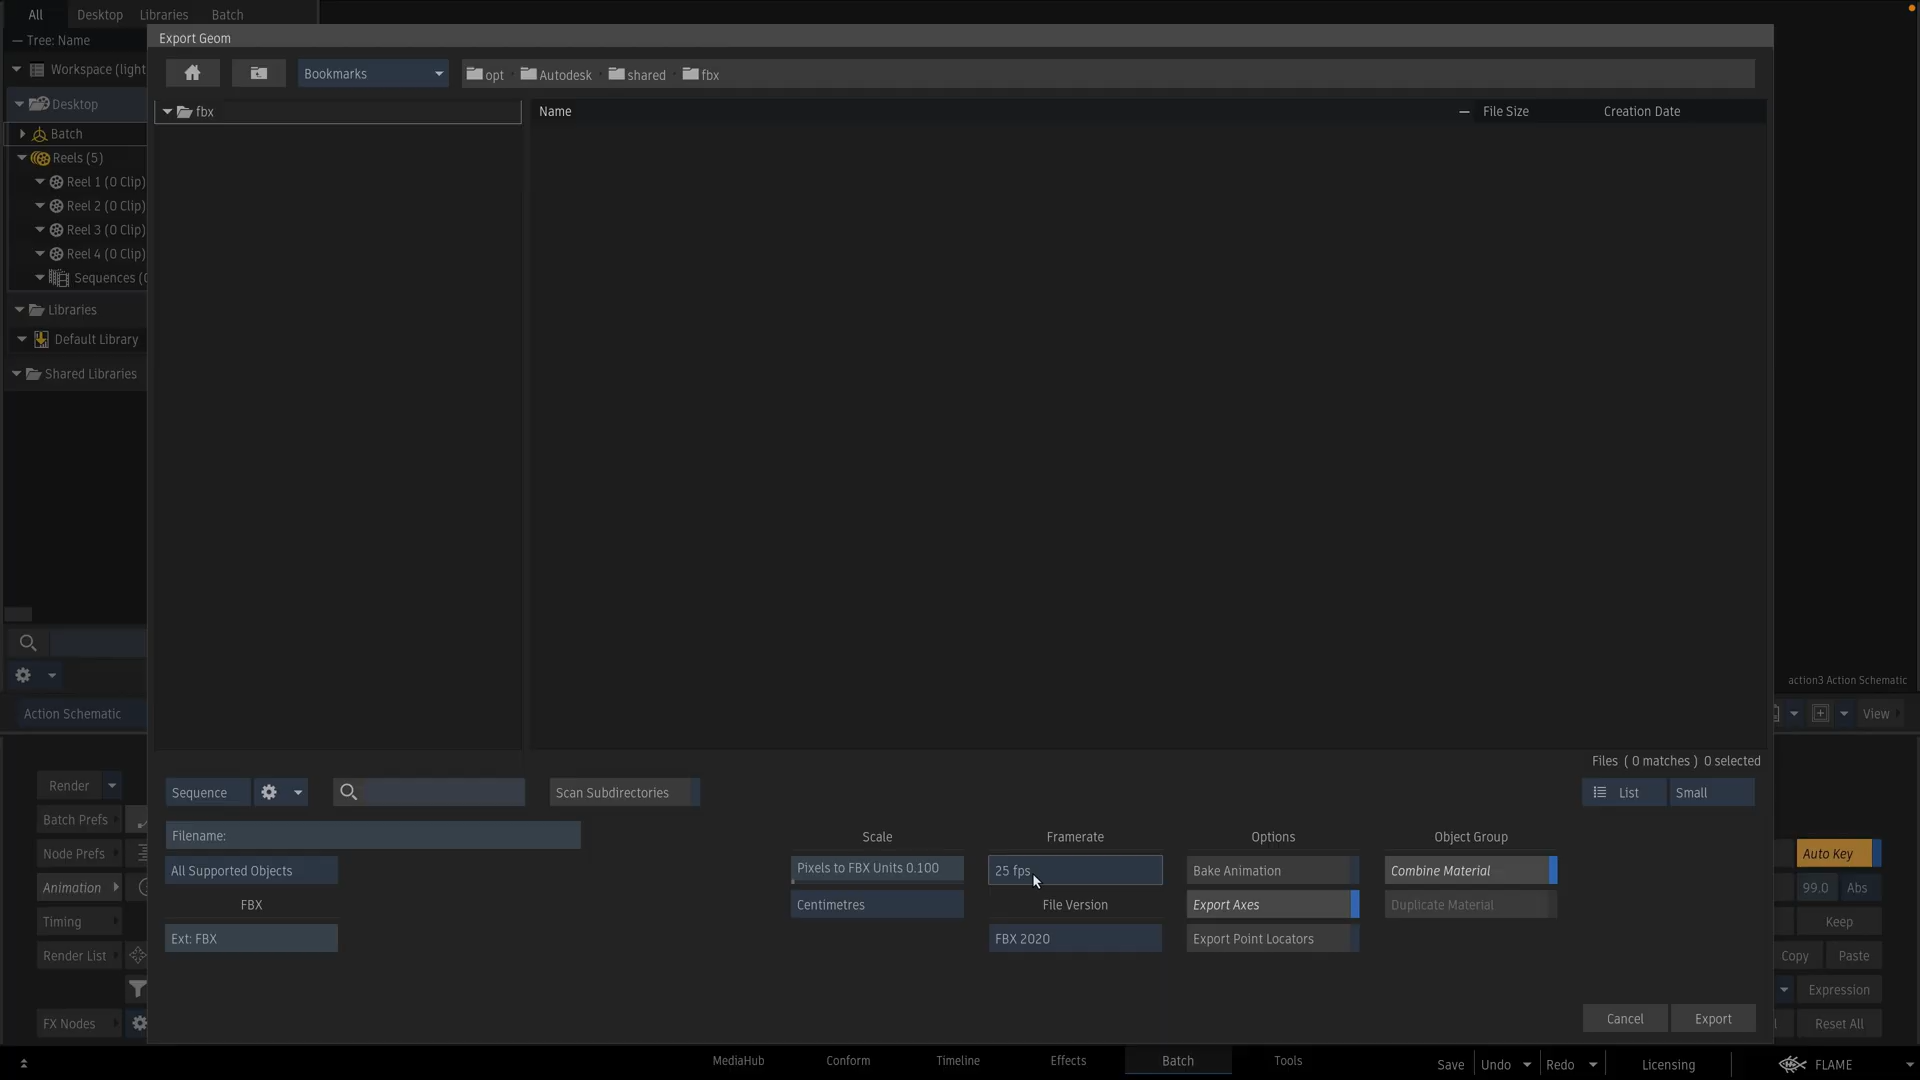 All Desktop Libraries Batch
Tree: Name
Workspace (light
Desktop
Batch
Reels (5)
Reel 1 (0 Clip)
Reel 2 (0 Clip)
Reel 3 (0 Clip)
Reel 4 (0 Clip)
Sequences (0
Libraries
Default Library
Shared Libraries
Action Schematic
Export Geom
Bookmarks opt Autodesk shared fbx
fbx
Name File Size Creation Date
Files ( 0 matches ) 0 selected
Sequence Scan Subdirectories List Small
Filename:
All Supported Objects
FBX
Ext: FBX
Scale
Pixels to FBX Units 0.100
Centimetres
Framerate
25 fps
File Version
FBX 2020
Options
Bake Animation
Export Axes
Export Point Locators
Object Group
Combine Material
Duplicate Material
Cancel Export
action3 Action Schematic
View
Render
Batch Prefs
Node Prefs
Animation
Timing
Render List
FX Nodes
Auto Key
99.0 Abs
Keep
Copy Paste
Expression
Reset All
MediaHub Conform Timeline Effects Batch Tools
Save Undo Redo Licensing FLAME